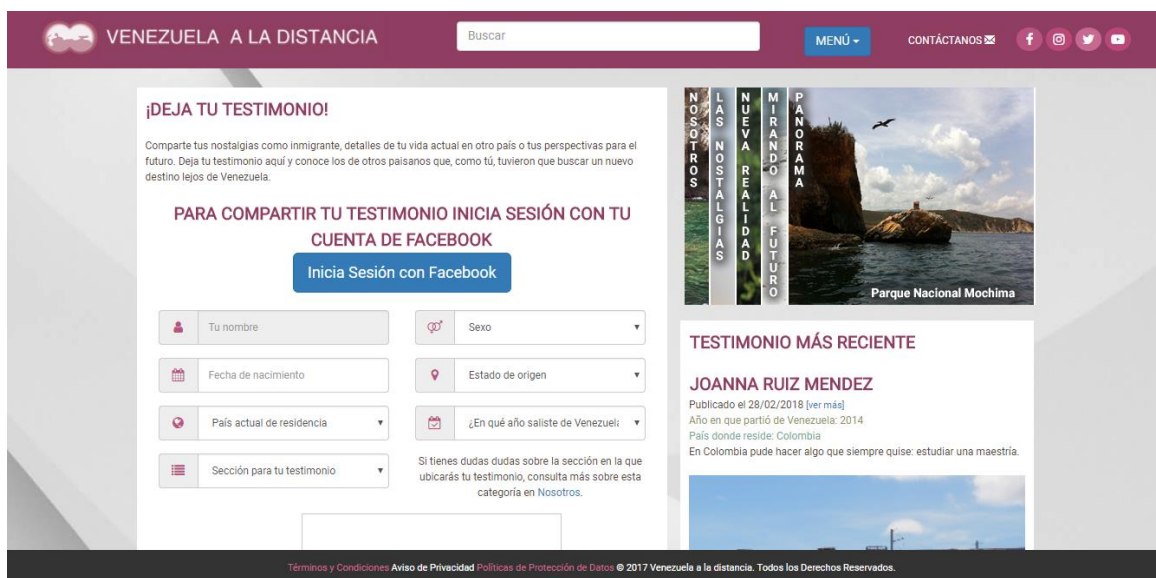 VENEZUELA A LA DISTANCIA
Buscar
MENÚ
CONTÁCTANOS
¡DEJA TU TESTIMONIO!
Comparte tus nostalgias como inmigrante, detalles de tu vida actual en otro país o tus perspectivas para el
futuro. Deja tu testimonio aquí y conoce los de otros paisanos que, como tú, tuvieron que buscar un nuevo
destino lejos de Venezuela.
PARA COMPARTIR TU TESTIMONIO INICIA SESIÓN CON TU
CUENTA DE FACEBOOK
Inicia Sesión con Facebook
Tu nombre
Sexo
Fecha de nacimiento
Estado de origen
País actual de residencia
¿En qué año saliste de Venezuela
Sección para tu testimonio
Si tienes dudas dudas sobre la sección en la que
ubicarás tu testimonio, consulta más sobre esta
categoría en Nosotros.
NOSOTROS
LAS NOSTALGIAS
NUEVA REALIDAD
MIRANDO AL FUTURO
PANORAMA
Parque Nacional Mochima
TESTIMONIO MÁS RECIENTE
JOANNA RUIZ MENDEZ
Publicado el 28/02/2018 [ver más]
Año en que partió de Venezuela: 2014
País donde reside: Colombia
En Colombia pude hacer algo que siempre quise: estudiar una maestría.
Términos y Condiciones Aviso de Privacidad Políticas de Protección de Datos © 2017 Venezuela a la distancia. Todos los Derechos Reservados.